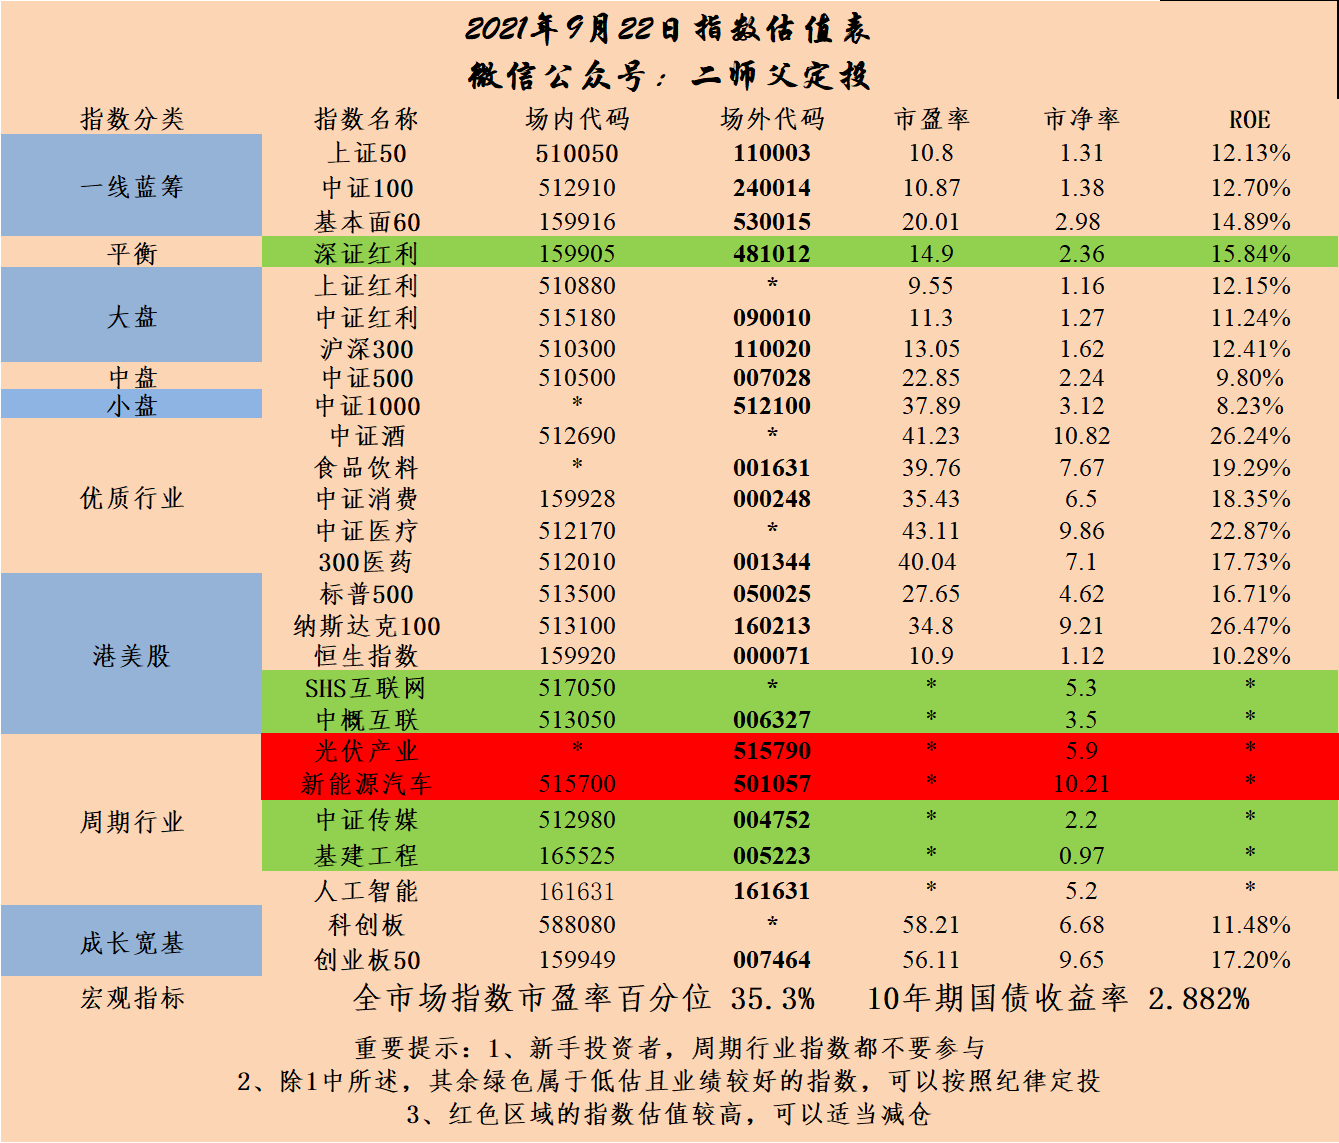 2021年9月22日指数估值表
微信公众号：二师父定投
指数分类 指数名称 场内代码 场外代码 市盈率 市净率 ROE
一线蓝筹 上证50 510050 110003 10.8 1.31 12.13%
中证100 512910 240014 10.87 1.38 12.70%
基本面60 159916 530015 20.01 2.98 14.89%
平衡 深证红利 159905 481012 14.9 2.36 15.84%
大盘 上证红利 510880 * 9.55 1.16 12.15%
中证红利 515180 090010 11.3 1.27 11.24%
沪深300 510300 110020 13.05 1.62 12.41%
中盘 中证500 510500 007028 22.85 2.24 9.80%
小盘 中证1000 * 512100 37.89 3.12 8.23%
优质行业 中证酒 512690 * 41.23 10.82 26.24%
食品饮料 * 001631 39.76 7.67 19.29%
中证消费 159928 000248 35.43 6.5 18.35%
中证医疗 512170 * 43.11 9.86 22.87%
300医药 512010 001344 40.04 7.1 17.73%
港美股 标普500 513500 050025 27.65 4.62 16.71%
纳斯达克100 513100 160213 34.8 9.21 26.47%
恒生指数 159920 000071 10.9 1.12 10.28%
SHS互联网 517050 * * 5.3 *
中概互联 513050 006327 * 3.5 *
周期行业 光伏产业 * 515790 * 5.9 *
新能源汽车 515700 501057 * 10.21 *
中证传媒 512980 004752 * 2.2 *
基建工程 165525 005223 * 0.97 *
人工智能 161631 161631 * 5.2 *
成长宽基 科创板 588080 * 58.21 6.68 11.48%
创业板50 159949 007464 56.11 9.65 17.20%
宏观指标 全市场指数市盈率百分位 35.3% 10年期国债收益率 2.882%
重要提示：1、新手投资者，周期行业指数都不要参与
2、除1中所述，其余绿色属于低估且业绩较好的指数，可以按照纪律定投
3、红色区域的指数估值较高，可以适当减仓